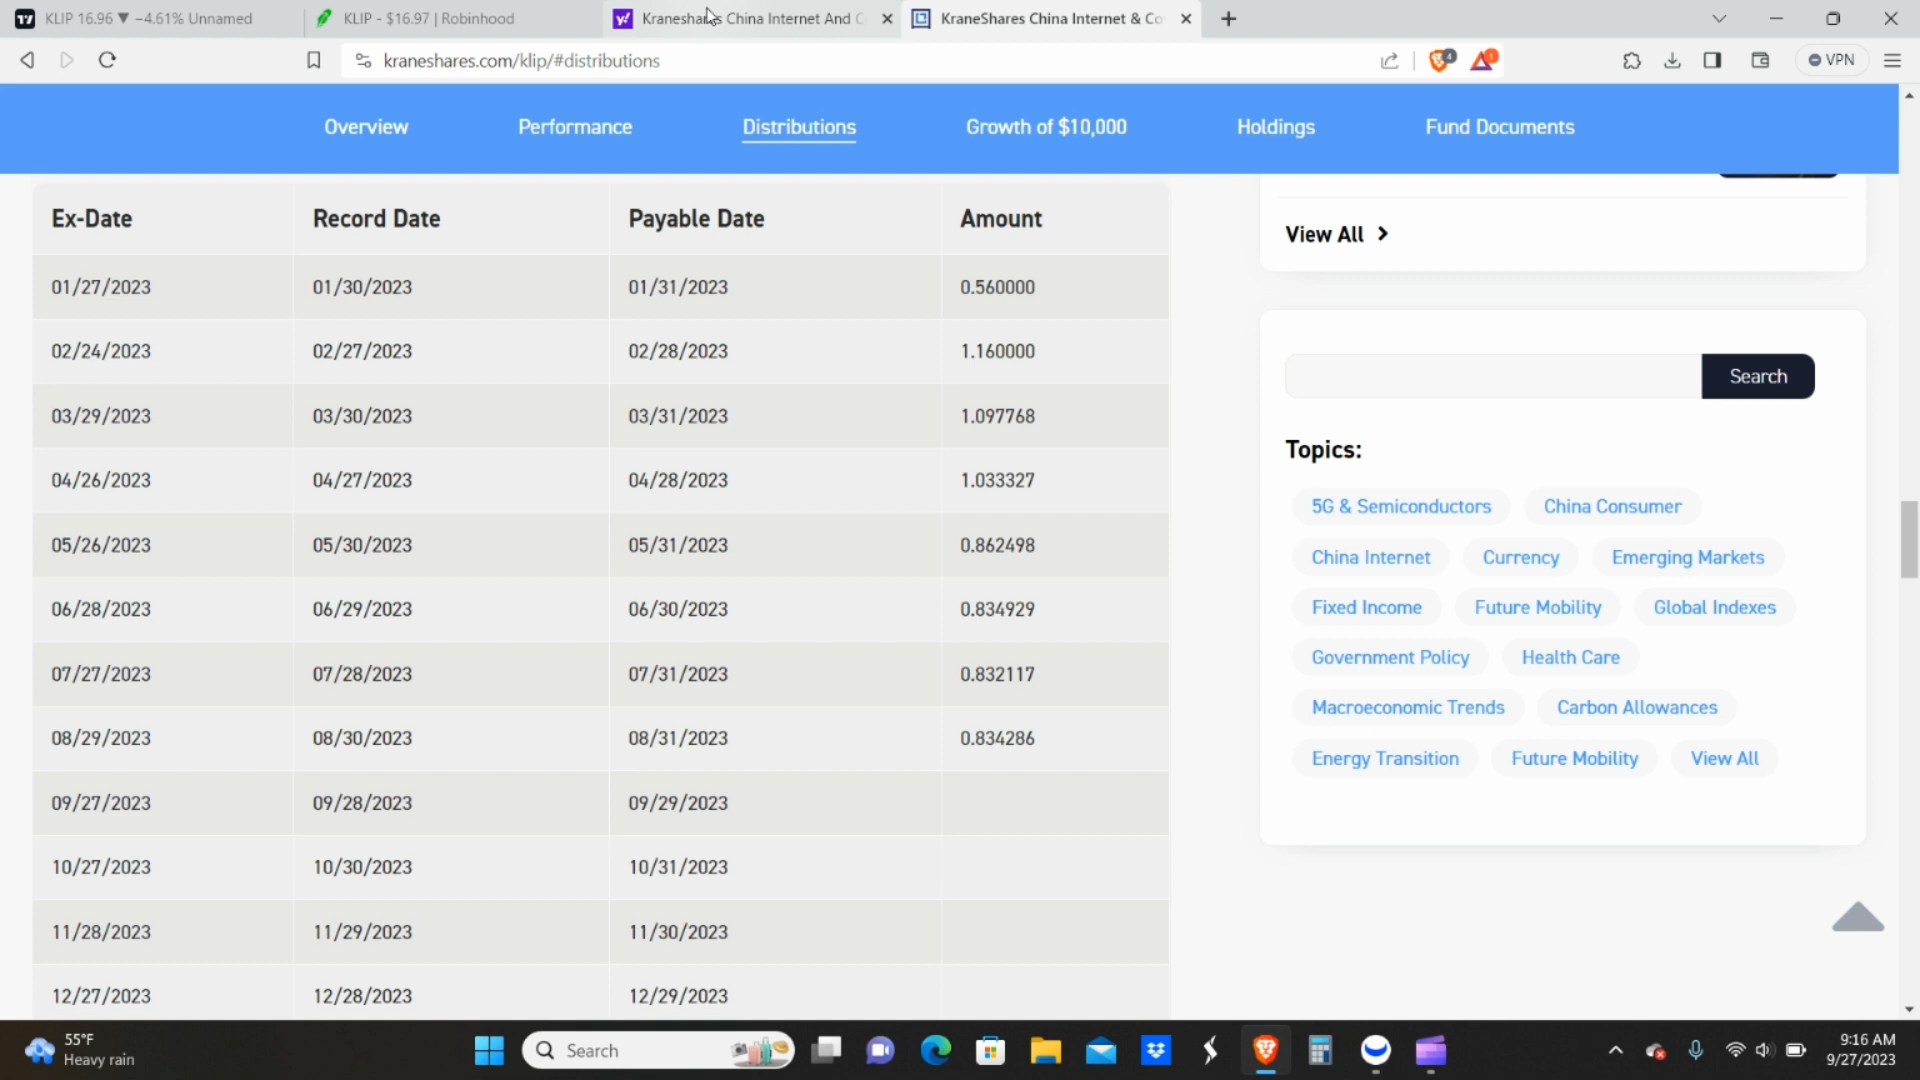 KLIP 16.96 ▼ −4.61% Unnamed
KLIP - $16.97 | Robinhood
Kraneshares China Internet And C
KraneShares China Internet & Co
kraneshares.com/klip/#distributions
4
1
VPN
Overview
Performance
Distributions
Growth of $10,000
Holdings
Fund Documents
Ex-Date Record Date Payable Date Amount
01/27/2023 01/30/2023 01/31/2023 0.560000
02/24/2023 02/27/2023 02/28/2023 1.160000
03/29/2023 03/30/2023 03/31/2023 1.097768
04/26/2023 04/27/2023 04/28/2023 1.033327
05/26/2023 05/30/2023 05/31/2023 0.862498
06/28/2023 06/29/2023 06/30/2023 0.834929
07/27/2023 07/28/2023 07/31/2023 0.832117
08/29/2023 08/30/2023 08/31/2023 0.834286
09/27/2023 09/28/2023 09/29/2023
10/27/2023 10/30/2023 10/31/2023
11/28/2023 11/29/2023 11/30/2023
12/27/2023 12/28/2023 12/29/2023
View All
Search
Topics:
5G & Semiconductors China Consumer
China Internet Currency Emerging Markets
Fixed Income Future Mobility Global Indexes
Government Policy Health Care
Macroeconomic Trends Carbon Allowances
Energy Transition Future Mobility View All
55°F
Heavy rain
Search
9:16 AM
9/27/2023